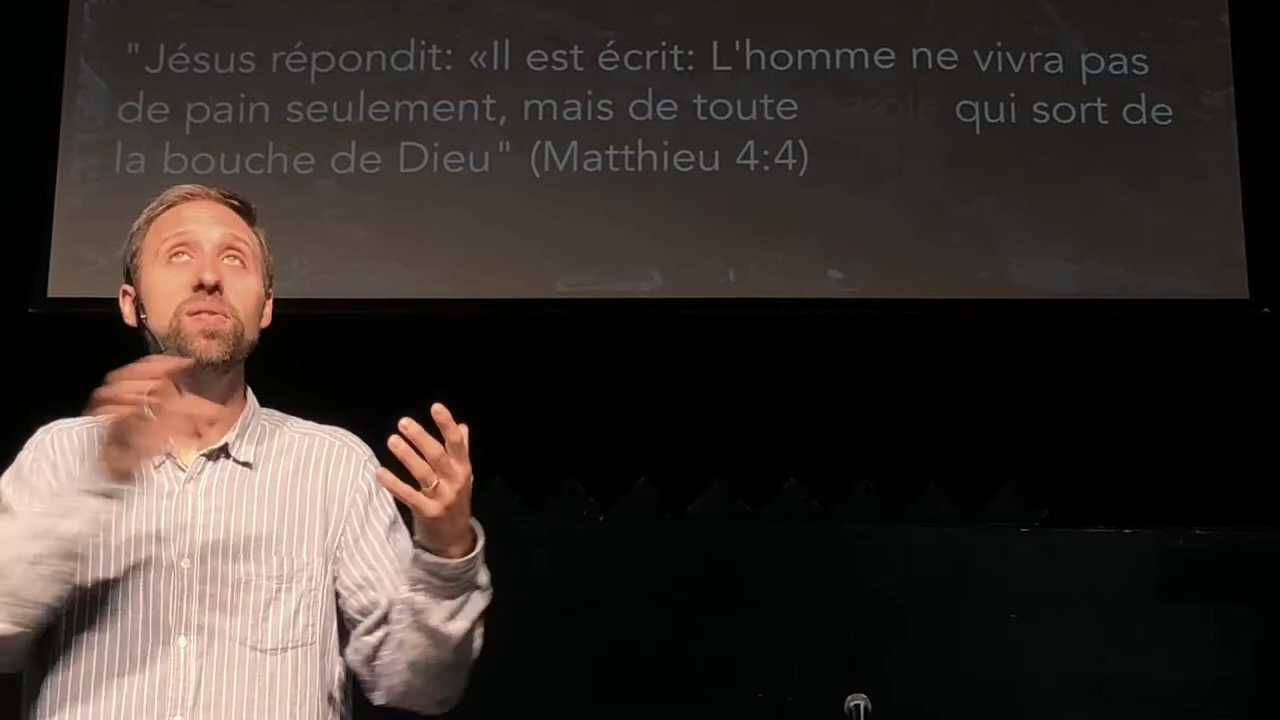 "Jésus répondit: «Il est écrit: L'homme ne vivra pas
de pain seulement, mais de toute qui sort de
la bouche de Dieu" (Matthieu 4:4)